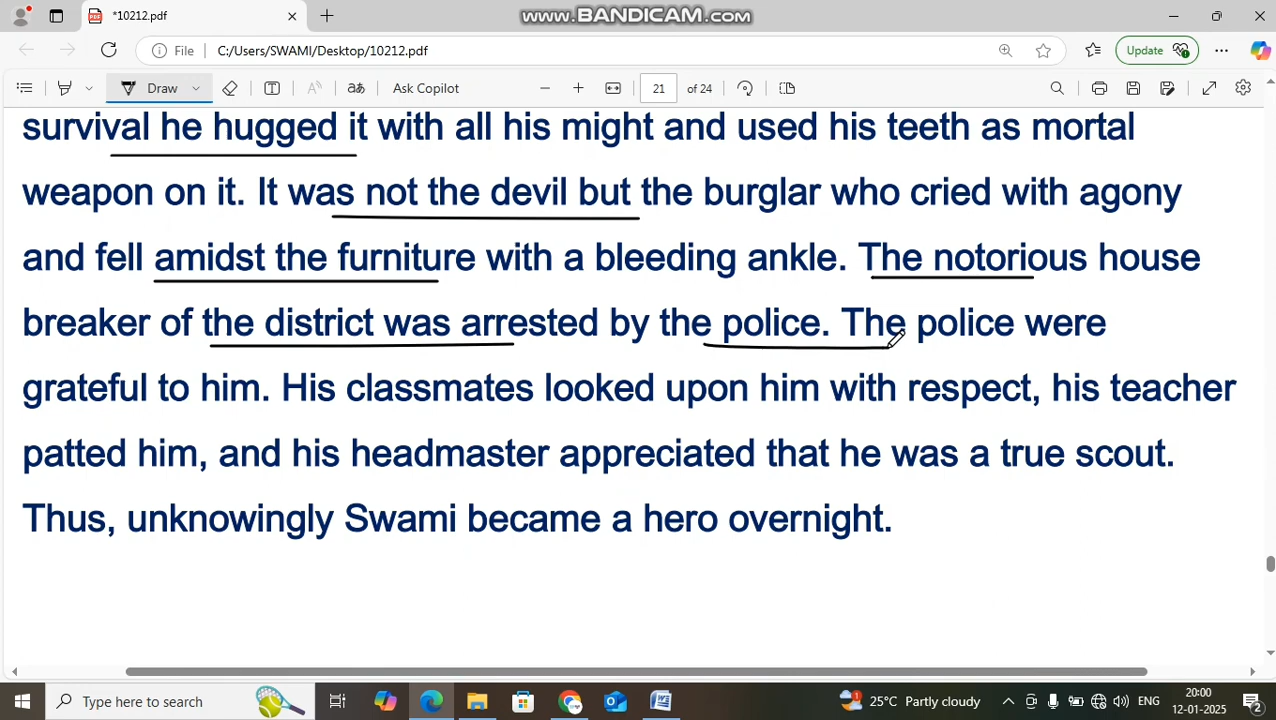 *10212.pdf
www.BANDICAM.com
File C:/Users/SWAMI/Desktop/10212.pdf Update
Draw Ask Copilot 21 of 24
survival he hugged it with all his might and used his teeth as mortal
weapon on it. It was not the devil but the burglar who cried with agony
and fell amidst the furniture with a bleeding ankle. The notorious house
breaker of the district was arrested by the police. The police were
grateful to him. His classmates looked upon him with respect, his teacher
patted him, and his headmaster appreciated that he was a true scout.
Thus, unknowingly Swami became a hero overnight.
Type here to search 25°C Partly cloudy ENG 20:00
12-01-2025